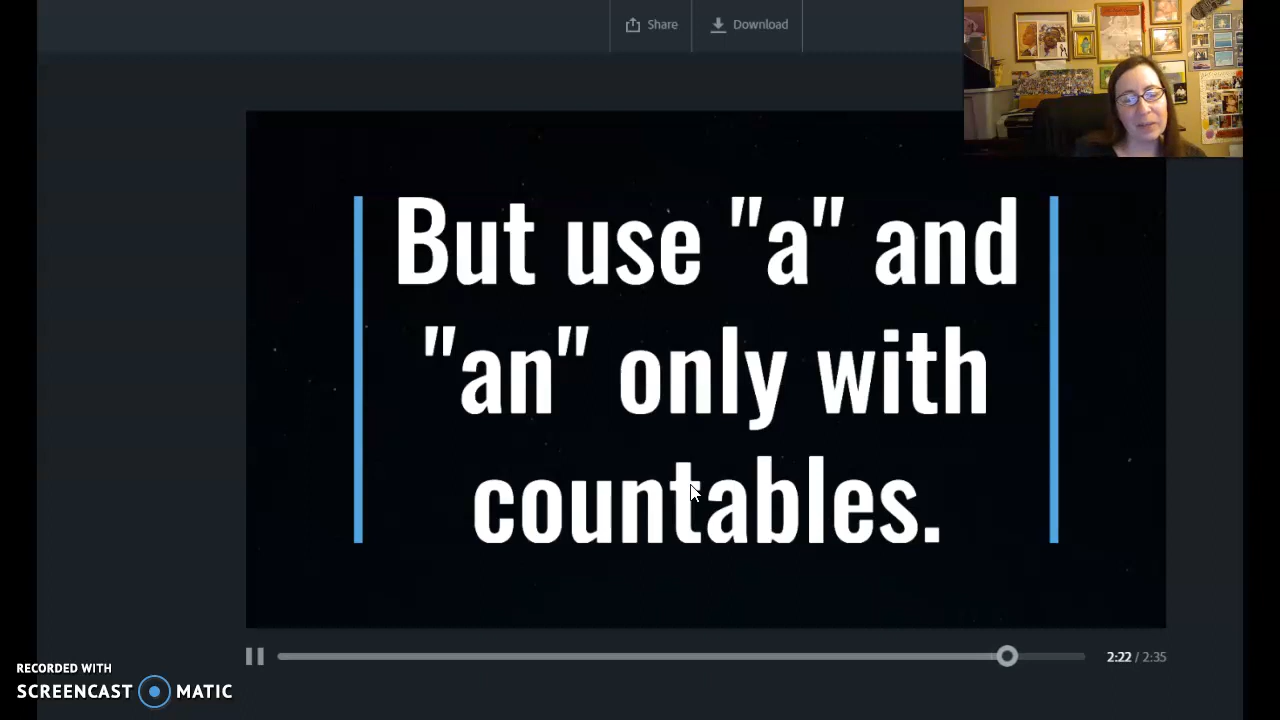 Share
Download
But use "a" and
"an" only with
countables.
2:22 / 2:35
RECORDED WITH
SCREENCAST MATIC